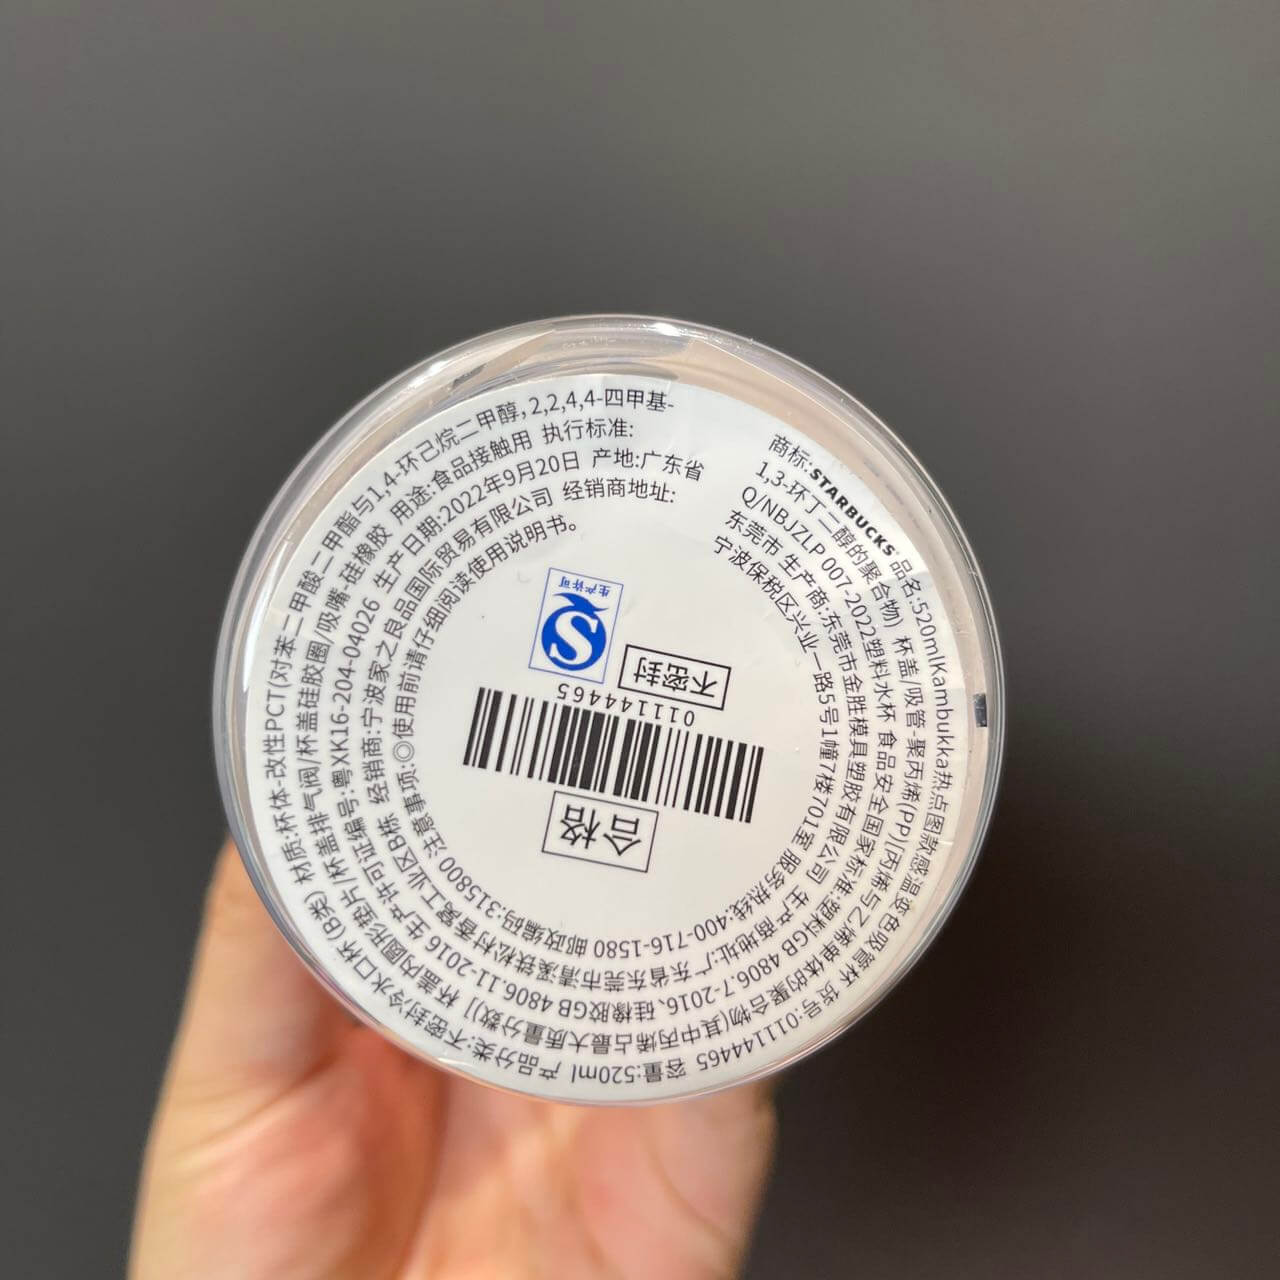 商标:STARBUCKS 品名:520mlKambukka热点图款感温变色吸管杯 货号:011144465 容量:520ml 产品分类:不密封冷水口杯(B类) 材质:杯体-改性PCT(对苯二甲酸二甲酯与1,4-环己烷二甲醇, 2,2,4,4-四甲基-
1,3-环丁二醇的聚合物) 杯盖/吸管-聚丙烯(PP)[丙烯与乙烯单体的聚合物(其中丙烯占最大质量分数)] 杯盖内圆形垫片/杯盖排气阀/杯盖硅胶圈/吸嘴-硅橡胶 用途:食品接触用 执行标准:
Q/NBJZLP 007-2022塑料水杯 食品安全国家标准:塑料GB 4806.7-2016、硅橡胶GB 4806.11-2016 生产许可证编号:粤XK16-204-04026 生产日期:2022年9月20日 产地:广东省
东莞市 生产商:东莞市金胜模具塑胶有限公司 生产商地址:广东省东莞市清溪铁松村香窝工业区B栋 经销商:宁波家之良品国际贸易有限公司 经销商地址:
宁波保税区兴业一路5号1幢7楼701室 服务热线:400-716-1580 邮政编码:315800 注意事项:◎使用前请仔细阅读使用说明书。
合格
011144465
不密封
S
生产许可